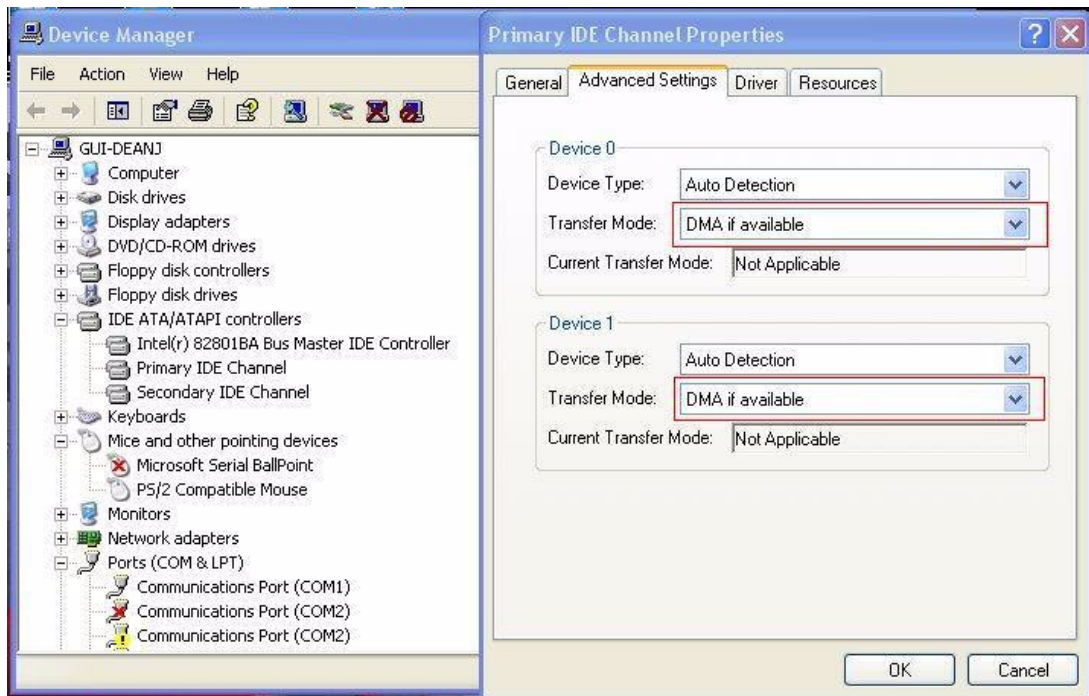 Device Manager
File Action View Help
GUI-DEANJ
Computer
Disk drives
Display adapters
DVD/CD-ROM drives
Floppy disk controllers
Floppy disk drives
IDE ATA/ATAPI controllers
Intel(r) 82801BA Bus Master IDE Controller
Primary IDE Channel
Secondary IDE Channel
Keyboards
Mice and other pointing devices
Microsoft Serial BallPoint
PS/2 Compatible Mouse
Monitors
Network adapters
Ports (COM & LPT)
Communications Port (COM1)
Communications Port (COM2)
Communications Port (COM2)
Primary IDE Channel Properties
General Advanced Settings Driver Resources
Device 0
Device Type: Auto Detection
Transfer Mode: DMA if available
Current Transfer Mode: Not Applicable
Device 1
Device Type: Auto Detection
Transfer Mode: DMA if available
Current Transfer Mode: Not Applicable
OK Cancel